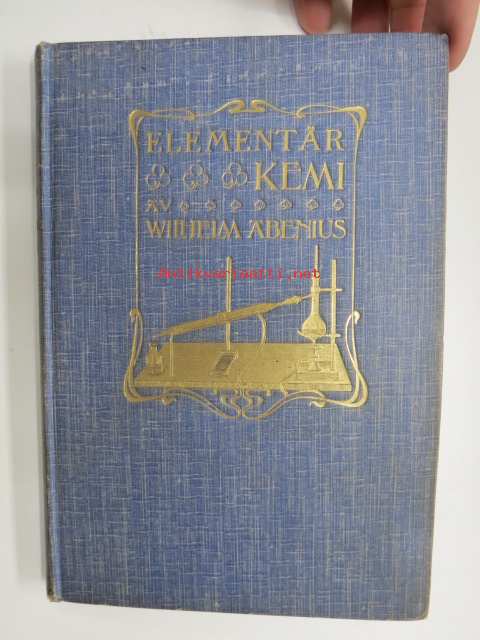 ELEMENTÄR
KEMI
AV
WILHELM ABENIUS
Antikvariaatti.net